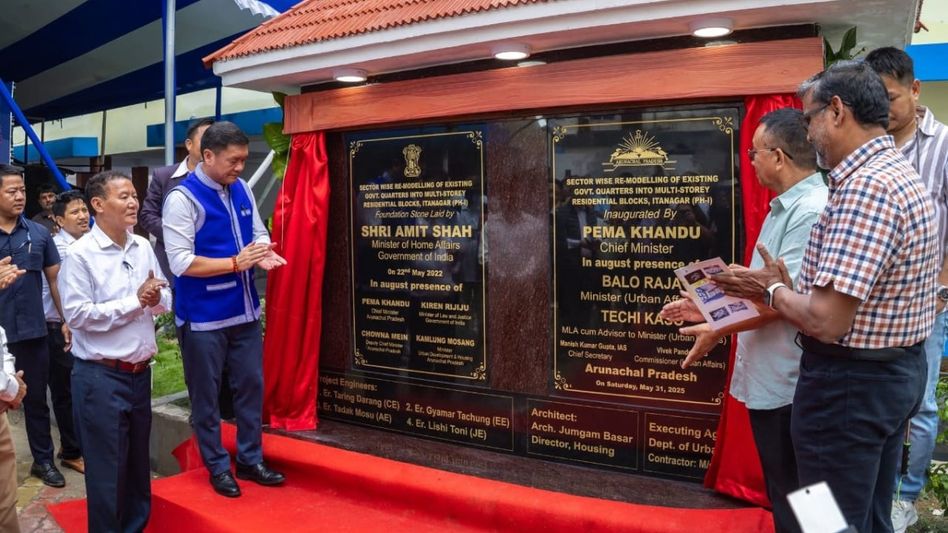 SECTOR WISE RE-MODELLING OF EXISTING
GOVT. QUARTERS INTO MULTI-STOREY
RESIDENTIAL BLOCKS, ITANAGAR (PH-I)
Foundation Stone Laid by
SHRI AMIT SHAH
Minister of Home Affairs
Government of India
On 22nd May 2022
In august presence of
PEMA KHANDU
Chief Minister
Arunachal Pradesh
KIREN RIJIJU
Minister of Law and Justice
Government of India
CHOWNA MEIN
Deputy Chief Minister
Arunachal Pradesh
KAMLUNG MOSANG
Minister
Urban Development & Housing
Arunachal Pradesh
ARUNACHAL PRADESH
SECTOR WISE RE-MODELLING OF EXISTING
GOVT. QUARTERS INTO MULTI-STOREY
RESIDENTIAL BLOCKS, ITANAGAR (PH-I)
Inaugurated By
PEMA KHANDU
Chief Minister
In august presence of
BALO RAJA
Minister (Urban
TECHI
MLA cum Advisor to Minister
Manish Kumar Gupta, IAS
Chief Secretary
Vivek
Commissioner (Urban Affairs)
Arunachal Pradesh
On Saturday, May 31, 2025
Project Engineers:
1. Er. Taring Darang (CE)
2. Er. Gyamar Tachung (EE)
3. Er. Tadak Mosu (AE)
4. Er. Lishi Toni (JE)
Architect:
Arch. Jumgam Basar
Director, Housing
Executing
Dept. of
Contractor: